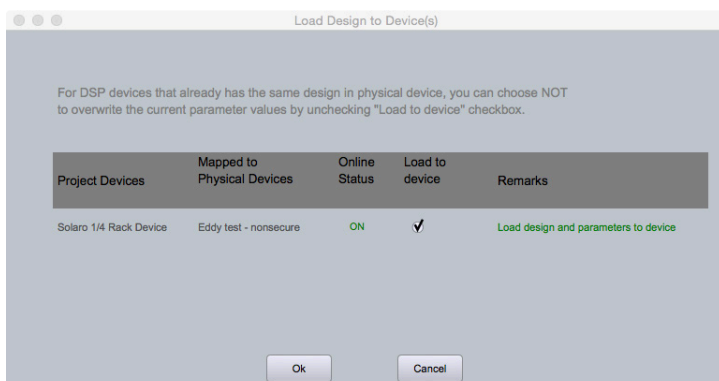 Load Design to Device(s)
For DSP devices that already has the same design in physical device, you can choose NOT
to overwrite the current parameter values by unchecking "Load to device" checkbox.
Project Devices Mapped to Physical Devices Online Status Load to device Remarks
Solaro 1/4 Rack Device Eddy test - nonsecure ON Load design and parameters to device
Ok Cancel